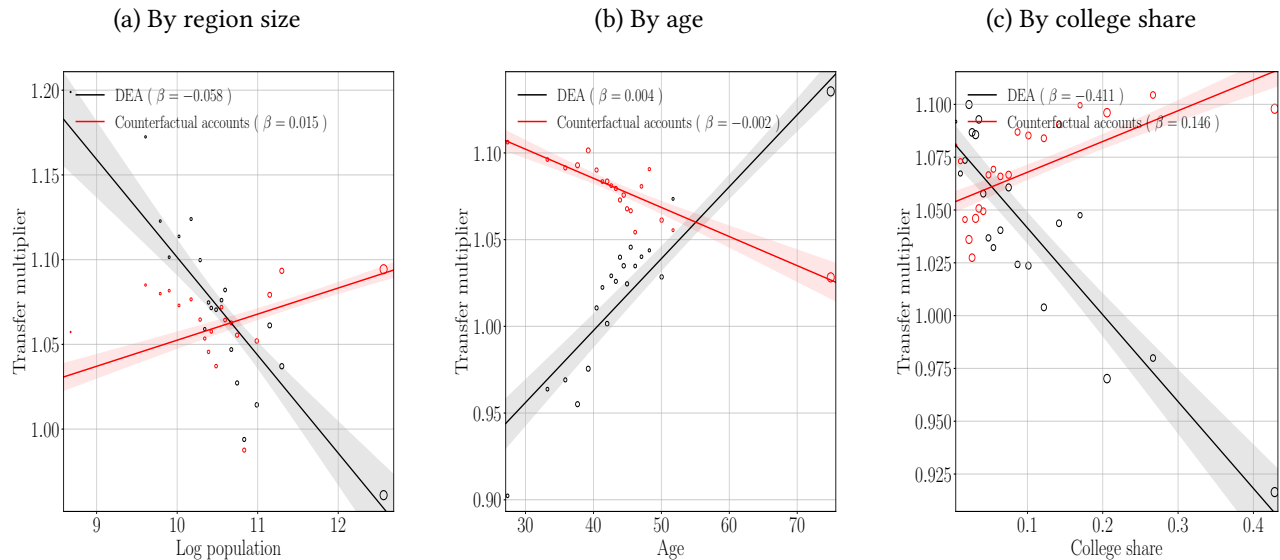 (a) By region size
DEA ( β = −0.058 )
Counterfactual accounts ( β = 0.015 )
Transfer multiplier
1.20
1.15
1.10
1.05
1.00
9 10 11 12
Log population
(b) By age
DEA ( β = 0.004 )
Counterfactual accounts ( β = −0.002 )
Transfer multiplier
1.10
1.05
1.00
0.95
0.90
30 40 50 60 70
Age
(c) By college share
DEA ( β = −0.411 )
Counterfactual accounts ( β = 0.146 )
Transfer multiplier
1.100
1.075
1.050
1.025
1.000
0.975
0.950
0.925
0.1 0.2 0.3 0.4
College share